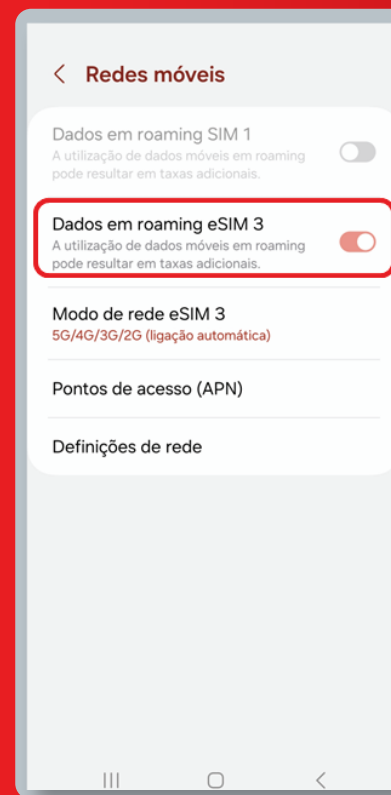 Redes móveis
Dados em roaming SIM 1
A utilização de dados móveis em roaming
pode resultar em taxas adicionais.
Dados em roaming eSIM 3
A utilização de dados móveis em roaming
pode resultar em taxas adicionais.
Modo de rede eSIM 3
5G/4G/3G/2G (ligação automática)
Pontos de acesso (APN)
Definições de rede